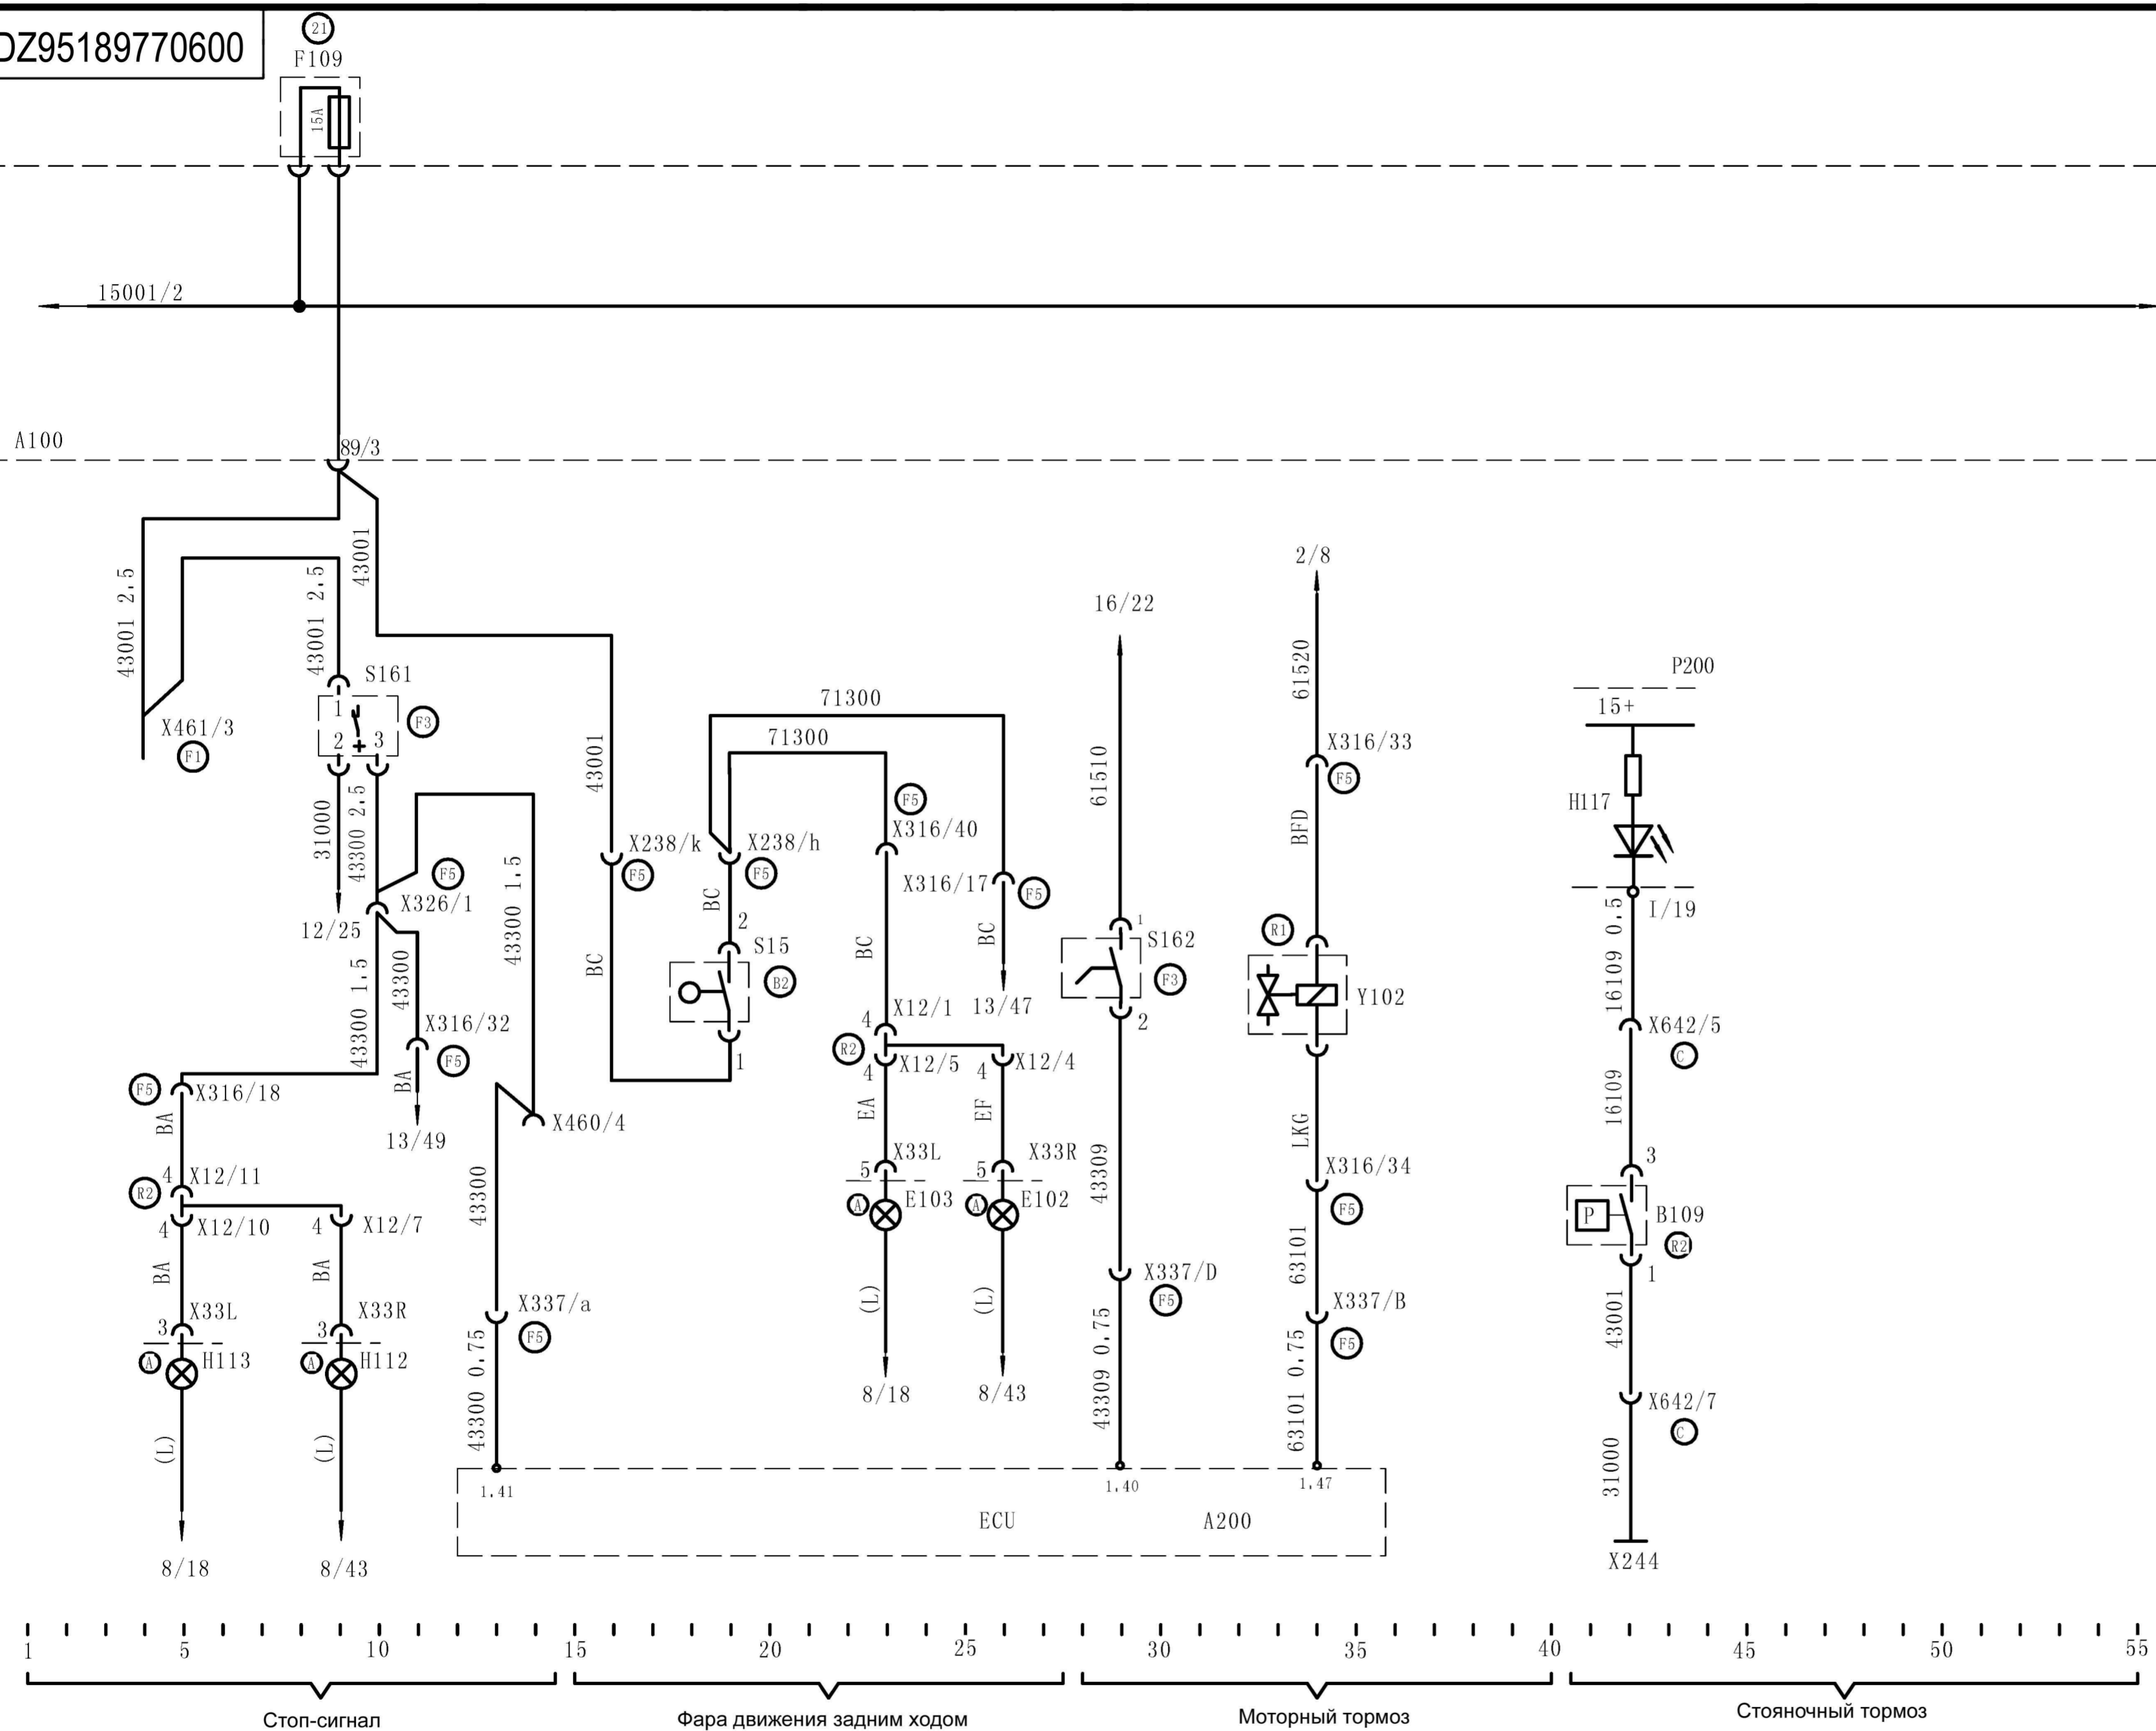 DZ95189770600
21
F109
15A
15001/2
A100
89/3
43001 2.5
43001 2.5
43001
X461/3
F1
S161
1
2
3
F3
31000
43300 2.5
12/25
F5
X326/1
43300 1.5
43300 1.5
43300
X316/32
F5
BA
13/49
F5
X316/18
BA
4
X12/11
R2
4
X12/10
4
X12/7
BA
BA
X33L
3
X33R
3
A
H113
A
H112
(L)
(L)
8/18
8/43
X460/4
43300
X337/a
F5
43300 0.75
1.41
43001
X238/k
F5
BC
71300
71300
X238/h
F5
BC
2
S15
B2
1
F5
X316/40
X316/17
F5
BC
BC
13/47
4
X12/1
R2
4
X12/5
4
X12/4
EA
EF
X33L
5
X33R
5
A
E103
A
E102
(L)
(L)
8/18
8/43
16/22
61510
1
S162
F3
2
43309
X337/D
F5
43309 0.75
1.40
ECU
A200
2/8
61520
X316/33
F5
BFD
R1
Y102
LKG
X316/34
F5
63101
X337/B
F5
63101 0.75
1.47
P200
15+
H117
I/19
16109 0.5
X642/5
C
16109
3
P
B109
R2
1
43001
X642/7
C
31000
X244
1 5 10 15 20 25 30 35 40 45 50 55
Стоп-сигнал
Фара движения задним ходом
Моторный тормоз
Стояночный тормоз